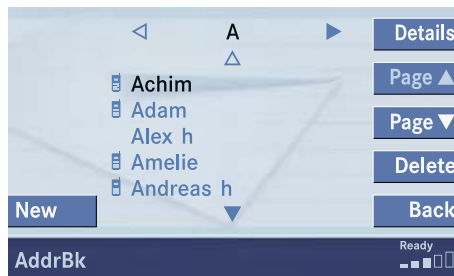 A
Details
Achim
Page
Adam
Alex h
Page
Amelie
Delete
Andreas h
New
Back
AddrBk
Ready